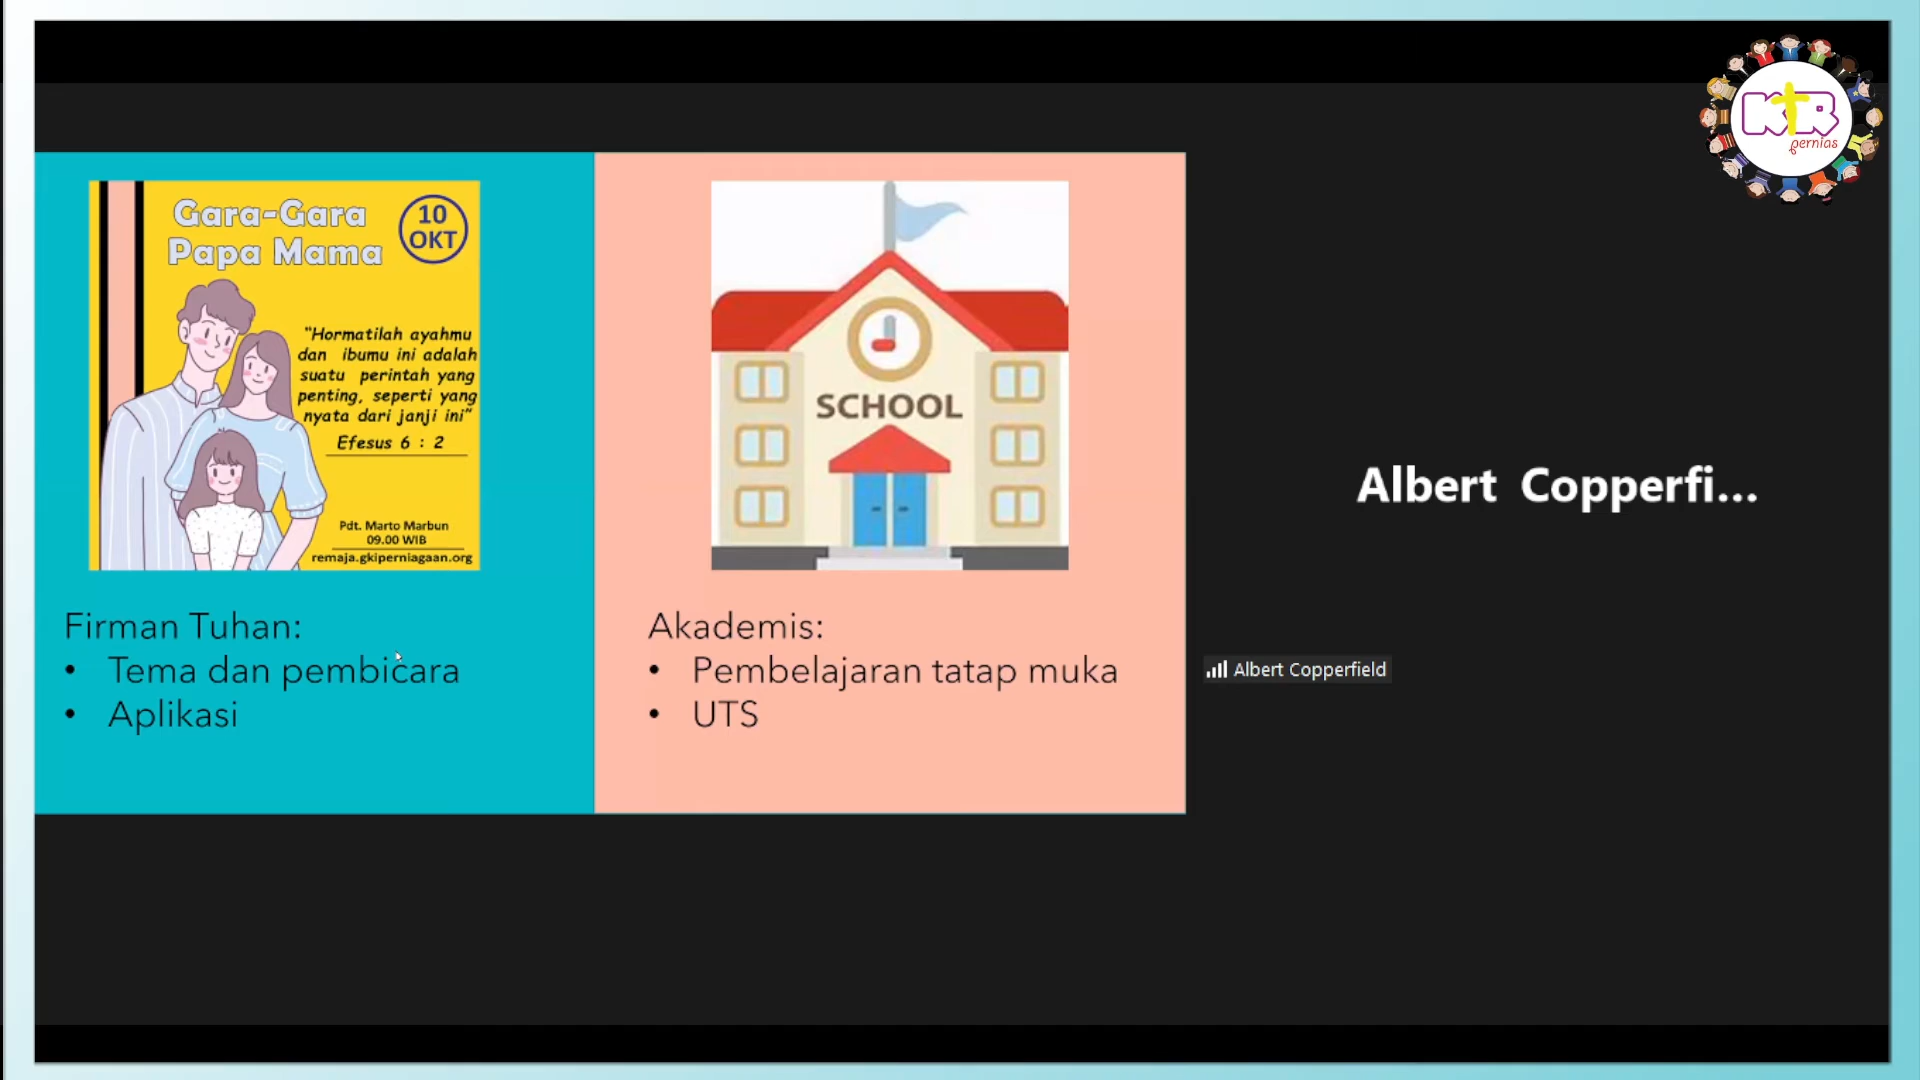 KTR
pernias
Gara-Gara
Papa Mama
10
OKT
"Hormatilah ayahmu
dan ibumu ini adalah
suatu perintah yang
penting, seperti yang
nyata dari janji ini"
Efesus 6 : 2
Pdt. Marto Marbun
09.00 WIB
remaja.gkiperniagaan.org
Firman Tuhan:
• Tema dan pembicara
• Aplikasi
SCHOOL
Akademis:
• Pembelajaran tatap muka
• UTS
Albert Copperfi...
Albert Copperfield